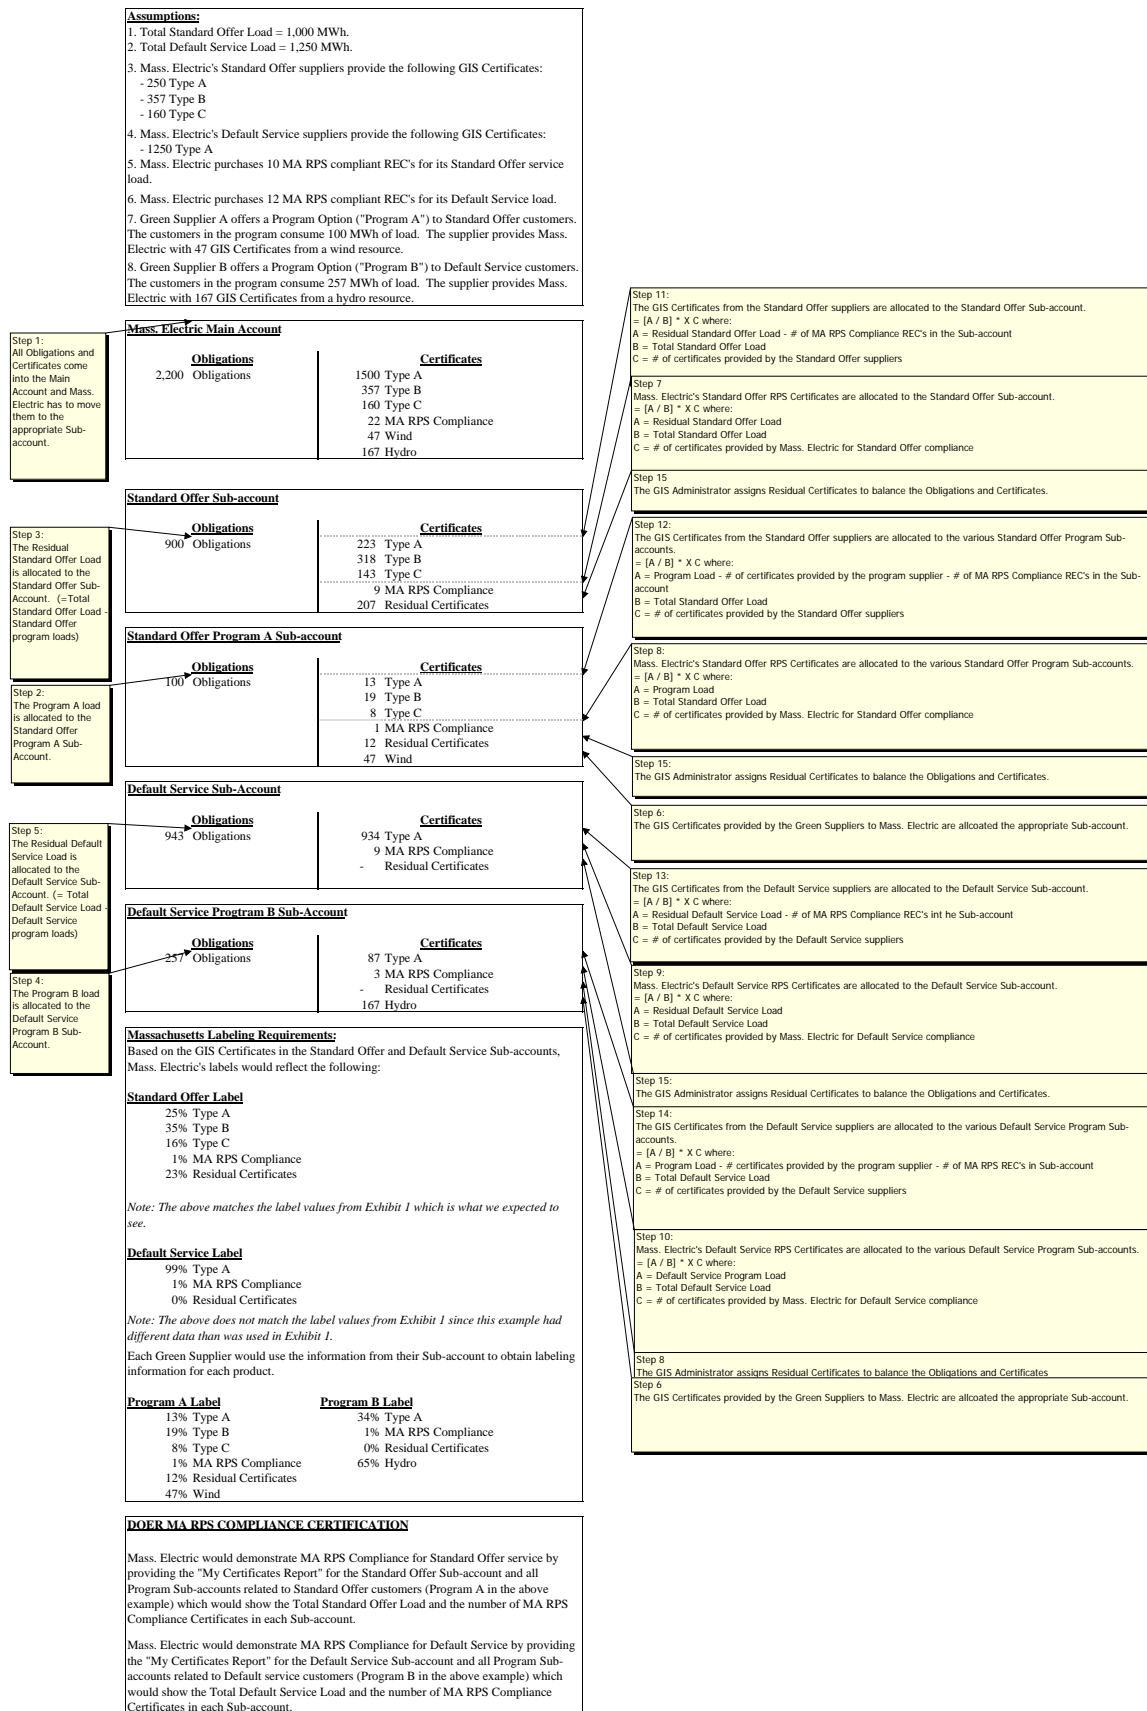 Assumptions:
1. Total Standard Offer Load = 1,000 MWh.
2. Total Default Service Load = 1,250 MWh.
3. Mass. Electric's Standard Offer suppliers provide the following GIS Certificates:
- 250 Type A
- 357 Type B
- 160 Type C
4. Mass. Electric's Default Service suppliers provide the following GIS Certificates:
- 1250 Type A
5. Mass. Electric purchases 10 MA RPS compliant REC's for its Standard Offer service
load.
6. Mass. Electric purchases 12 MA RPS compliant REC's for its Default Service load.
7. Green Supplier A offers a Program Option ("Program A") to Standard Offer customers.
The customers in the program consume 100 MWh of load. The supplier provides Mass.
Electric with 47 GIS Certificates from a wind resource.
8. Green Supplier B offers a Program Option ("Program B") to Default Service customers.
The customers in the program consume 257 MWh of load. The supplier provides Mass.
Electric with 167 GIS Certificates from a hydro resource.
Mass. Electric Main Account
Obligations Certificates
2,200 Obligations 1500 Type A
357 Type B
160 Type C
22 MA RPS Compliance
47 Wind
167 Hydro
Step 1:
All Obligations and
Certificates come
into the Main
Account and Mass.
Electric has to move
them to the
appropriate Sub-
account.
Standard Offer Sub-account
Obligations Certificates
900 Obligations 223 Type A
318 Type B
143 Type C
9 MA RPS Compliance
207 Residual Certificates
Step 3:
The Residual
Standard Offer Load
is allocated to the
Standard Offer Sub-
Account. (=Total
Standard Offer Load -
Standard Offer
program loads)
Standard Offer Program A Sub-account
Obligations Certificates
100 Obligations 13 Type A
19 Type B
8 Type C
1 MA RPS Compliance
12 Residual Certificates
47 Wind
Step 2:
The Program A load
is allocated to the
Standard Offer
Program A Sub-
Account.
Default Service Sub-Account
Obligations Certificates
943 Obligations 934 Type A
9 MA RPS Compliance
- Residual Certificates
Step 5:
The Residual Default
Service Load is
allocated to the
Default Service Sub-
Account. (= Total
Default Service Load -
Default Service
program loads)
Default Service Progtram B Sub-Account
Obligations Certificates
257 Obligations 87 Type A
3 MA RPS Compliance
- Residual Certificates
167 Hydro
Step 4:
The Program B load
is allocated to the
Default Service
Program B Sub-
Account.
Massachusetts Labeling Requirements:
Based on the GIS Certificates in the Standard Offer and Default Service Sub-accounts,
Mass. Electric's labels would reflect the following:
Standard Offer Label
25% Type A
35% Type B
16% Type C
1% MA RPS Compliance
23% Residual Certificates
Note: The above matches the label values from Exhibit 1 which is what we expected to
see.
Default Service Label
99% Type A
1% MA RPS Compliance
0% Residual Certificates
Note: The above does not match the label values from Exhibit 1 since this example had
different data than was used in Exhibit 1.
Each Green Supplier would use the information from their Sub-account to obtain labeling
information for each product.
Program A Label Program B Label
13% Type A 34% Type A
19% Type B 1% MA RPS Compliance
8% Type C 0% Residual Certificates
1% MA RPS Compliance 65% Hydro
12% Residual Certificates
47% Wind
DOER MA RPS COMPLIANCE CERTIFICATION
Mass. Electric would demonstrate MA RPS Compliance for Standard Offer service by
providing the "My Certificates Report" for the Standard Offer Sub-account and all
Program Sub-accounts related to Standard Offer customers (Program A in the above
example) which would show the Total Standard Offer Load and the number of MA RPS
Compliance Certificates in each Sub-account.
Mass. Electric would demonstrate MA RPS Compliance for Default Service by providing
the "My Certificates Report" for the Default Service Sub-account and all Program Sub-
accounts related to Default service customers (Program B in the above example) which
would show the Total Default Service Load and the number of MA RPS Compliance
Certificates in each Sub-account.
Step 11:
The GIS Certificates from the Standard Offer suppliers are allocated to the Standard Offer Sub-account.
= [A / B] * X C where:
A = Residual Standard Offer Load - # of MA RPS Compliance REC's in the Sub-account
B = Total Standard Offer Load
C = # of certificates provided by the Standard Offer suppliers
Step 7
Mass. Electric's Standard Offer RPS Certificates are allocated to the Standard Offer Sub-account.
= [A / B] * X C where:
A = Residual Standard Offer Load
B = Total Standard Offer Load
C = # of certificates provided by Mass. Electric for Standard Offer compliance
Step 15
The GIS Administrator assigns Residual Certificates to balance the Obligations and Certificates.
Step 12:
The GIS Certificates from the Standard Offer suppliers are allocated to the various Standard Offer Program Sub-
accounts.
= [A / B] * X C where:
A = Program Load - # of certificates provided by the program supplier - # of MA RPS Compliance REC's in the Sub-
account
B = Total Standard Offer Load
C = # of certificates provided by the Standard Offer suppliers
Step 8:
Mass. Electric's Standard Offer RPS Certificates are allocated to the various Standard Offer Program Sub-accounts.
= [A / B] * X C where:
A = Program Load
B = Total Standard Offer Load
C = # of certificates provided by Mass. Electric for Standard Offer compliance
Step 15:
The GIS Administrator assigns Residual Certificates to balance the Obligations and Certificates.
Step 6:
The GIS Certificates provided by the Green Suppliers to Mass. Electric are allcoated the appropriate Sub-account.
Step 13:
The GIS Certificates from the Default Service suppliers are allocated to the Default Service Sub-account.
= [A / B] * X C where:
A = Residual Default Service Load - # of MA RPS Compliance REC's int he Sub-account
B = Total Default Service Load
C = # of certificates provided by the Default Service suppliers
Step 9:
Mass. Electric's Default Service RPS Certificates are allocated to the Default Service Sub-account.
= [A / B] * X C where:
A = Residual Default Service Load
B = Total Default Service Load
C = # of certificates provided by Mass. Electric for Default Service compliance
Step 15:
The GIS Administrator assigns Residual Certificates to balance the Obligations and Certificates.
Step 14:
The GIS Certificates from the Default Service suppliers are allocated to the various Default Service Program Sub-
accounts.
= [A / B] * X C where:
A = Program Load - # certificates provided by the program supplier - # of MA RPS REC's in Sub-account
B = Total Default Service Load
C = # of certificates provided by the Default Service suppliers
Step 10:
Mass. Electric's Default Service RPS Certificates are allocated to the various Default Service Program Sub-accounts.
= [A / B] * X C where:
A = Default Service Program Load
B = Total Default Service Load
C = # of certificates provided by Mass. Electric for Default Service compliance
Step 8
The GIS Administrator assigns Residual Certificates to balance the Obligations and Certificates
Step 6
The GIS Certificates provided by the Green Suppliers to Mass. Electric are allcoated the appropriate Sub-account.